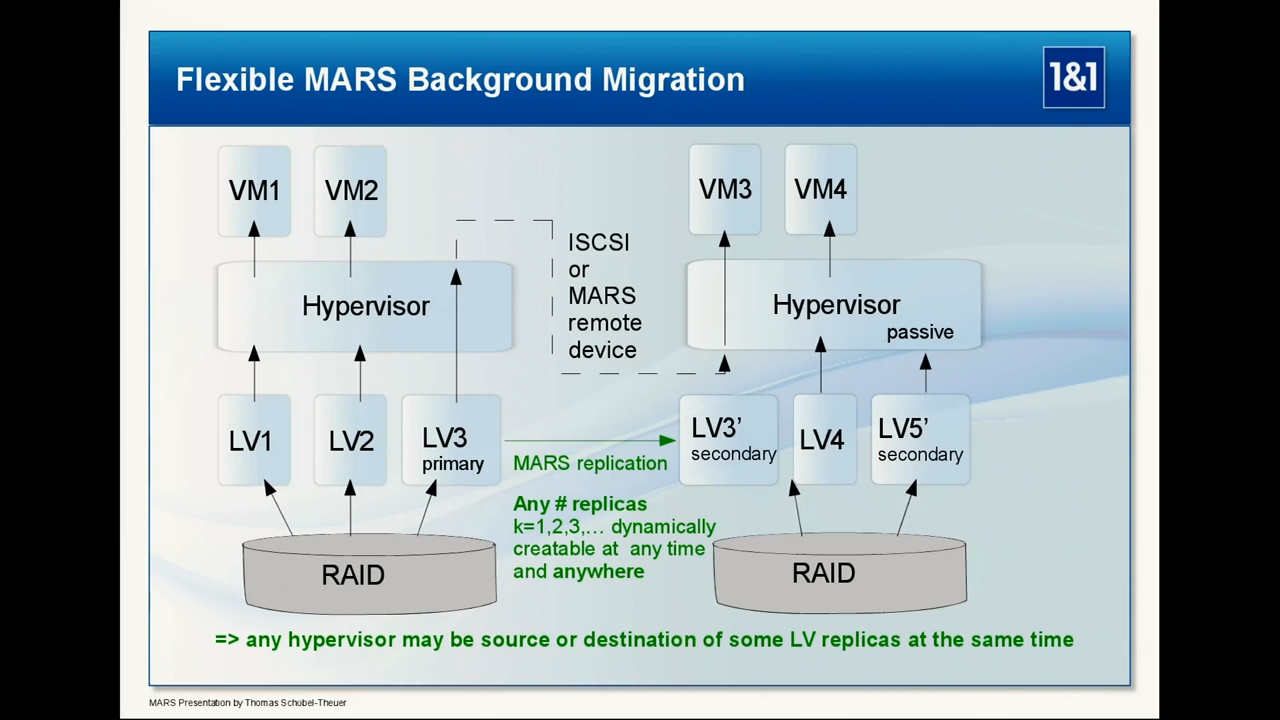 Flexible MARS Background Migration
1&1
VM1
VM2
VM3
VM4
ISCSI
or
MARS
remote
device
Hypervisor
Hypervisor
passive
LV1
LV2
LV3
primary
LV3’
secondary
LV4
LV5’
secondary
MARS replication
Any # replicas
k=1,2,3,… dynamically
creatable at any time
and anywhere
RAID
RAID
=> any hypervisor may be source or destination of some LV replicas at the same time
MARS Presentation by Thomas Schöbel-Theuer